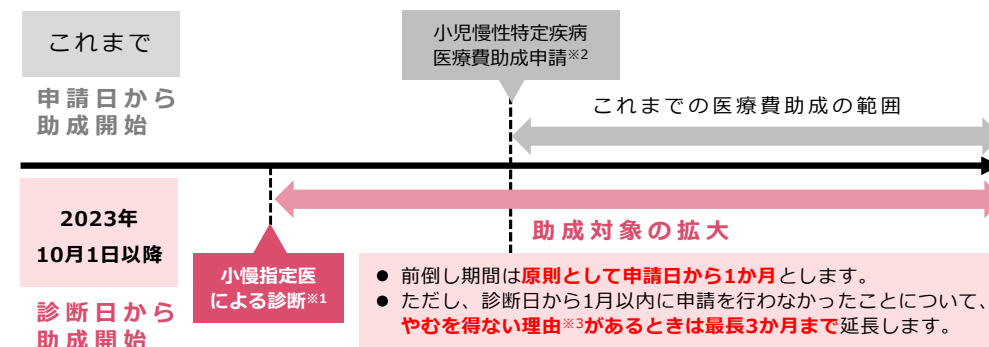 これまで
申請日から
助成開始
小児慢性特定疾病
医療費助成申請※2
これまでの医療費助成の範囲
2023年
10月1日以降
診断日から
助成開始
小慢指定医
による診断※1
助成対象の拡大
● 前倒し期間は原則として申請日から1か月とします。
● ただし、診断日から1月以内に申請を行わなかったことについて、
やむを得ない理由※3があるときは最長3か月まで延長します。